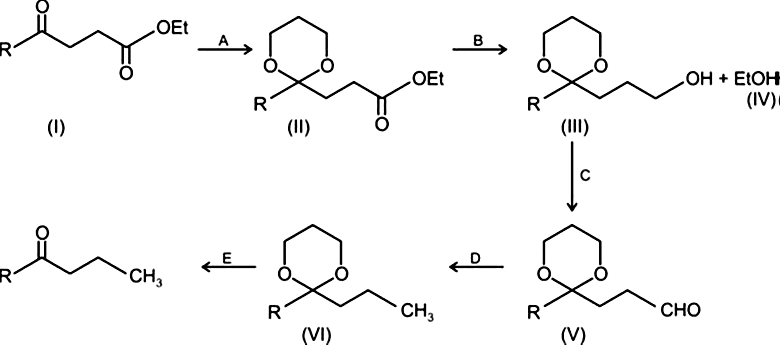 O
OEt
R
O
(I)
A
O O
R
OEt
O
(II)
B
O O
R
OH + EtOH
(IV)
(III)
C
O O
R
CHO
(V)
D
O O
R
CH3
(VI)
E
O
R
CH3